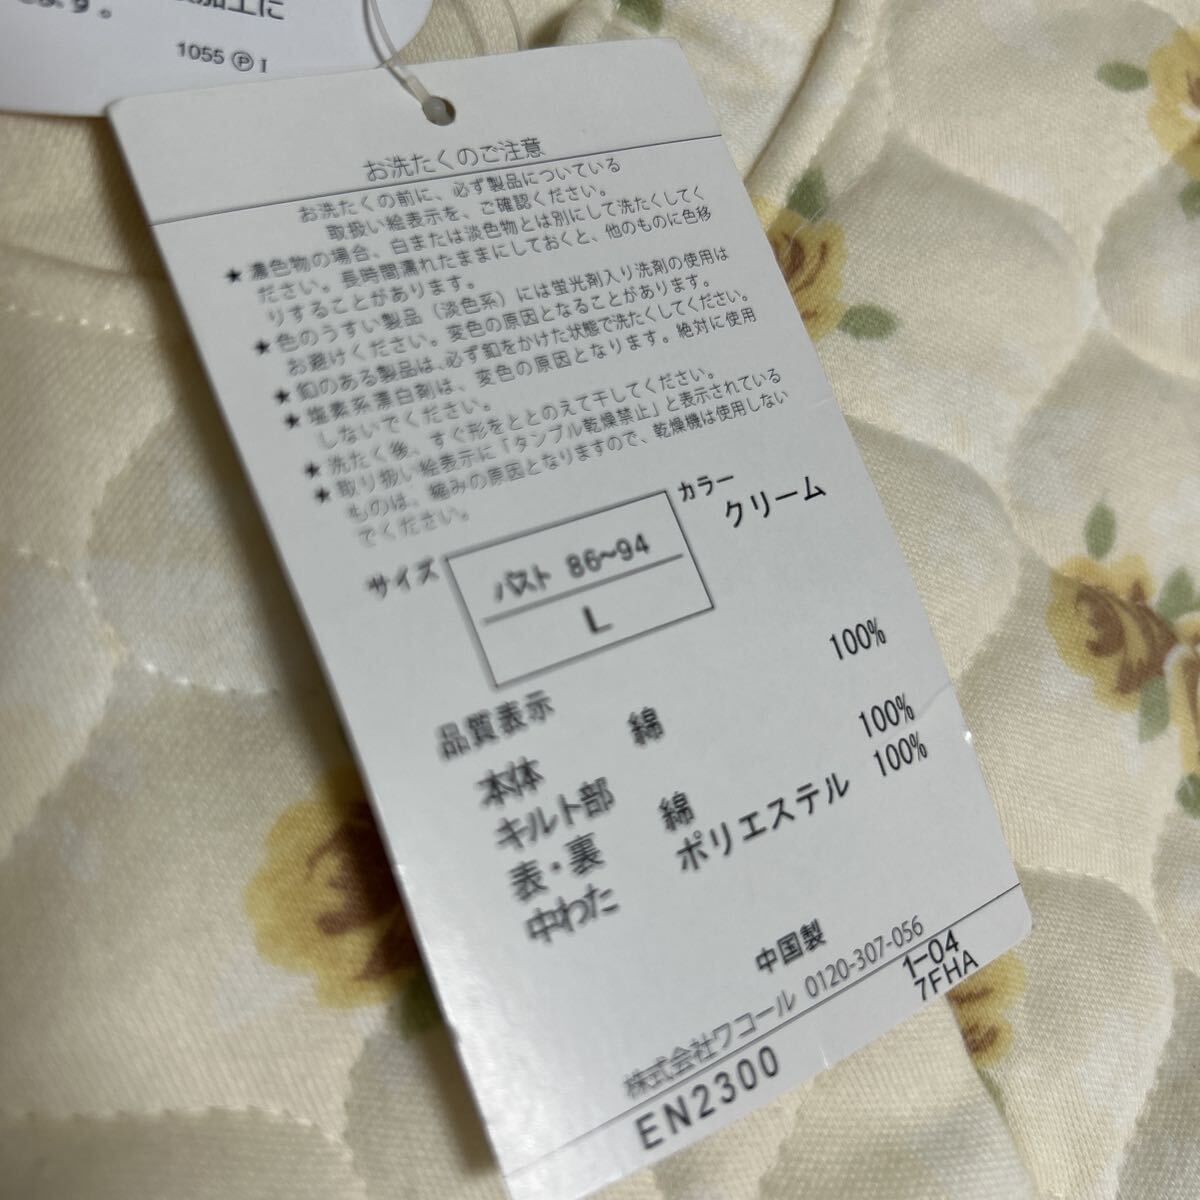 加工に
ます。
1055 Ⓟ I
お洗たくのご注意
お洗たくの前に、必ず製品についている
取扱い絵表示を、ご確認ください。
★ 濃色物の場合、白または淡色物とは別にして洗たくしてく
ださい。長時間濡れたままにしておくと、他のものに色移
りすることがあります。
★ 色のうすい製品（淡色系）には蛍光剤入り洗剤の使用は
お避けください。変色の原因となることがあります。
★ 釦のある製品は、必ず釦をかけた状態で洗たくしてください。
★ 塩素系漂白剤は、変色の原因となります。絶対に使用
しないでください。
★ 洗たく後、すぐ形をととのえて干してください。
★ 取り扱い絵表示に「タンブル乾燥禁止」と表示されている
ものは、縮みの原因となりますので、乾燥機は使用しない
でください。
サイズ
バスト 86〜94
L
カラー
クリーム
品質表示
本体 綿 100%
キルト部
表・裏 綿 100%
中わた ポリエステル 100%
中国製
株式会社ワコール 0120-307-056
1-04
7FHA
EN2300